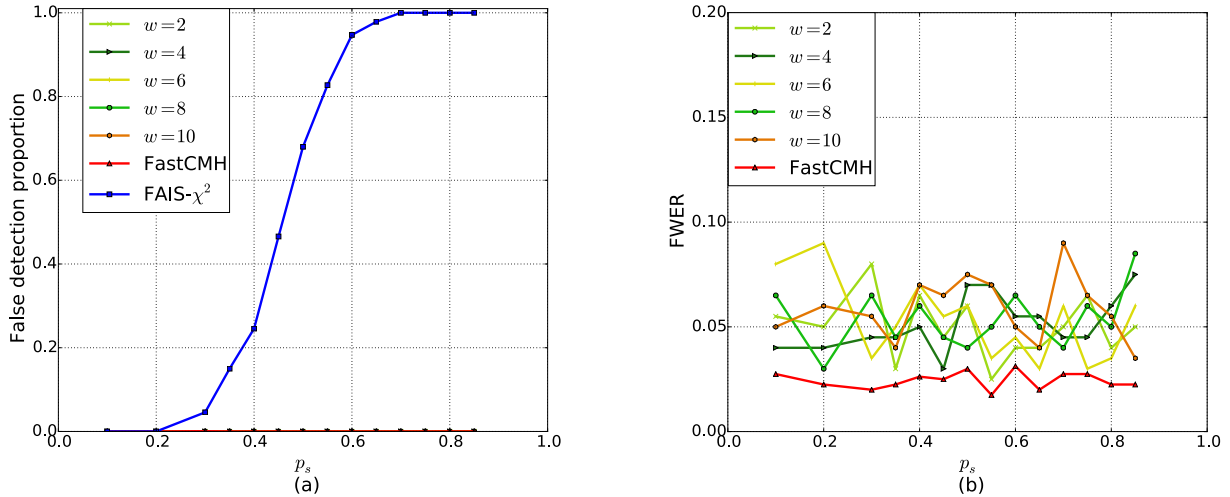 1.0
0.8
0.6
0.4
0.2
0.0
False detection proportion
w=2
w=4
w=6
w=8
w=10
FastCMH
FAIS-χ²
0.0 0.2 0.4 0.6 0.8 1.0
p_s
(a)
0.20
0.15
0.10
0.05
0.00
FWER
w=2
w=4
w=6
w=8
w=10
FastCMH
0.0 0.2 0.4 0.6 0.8 1.0
p_s
(b)